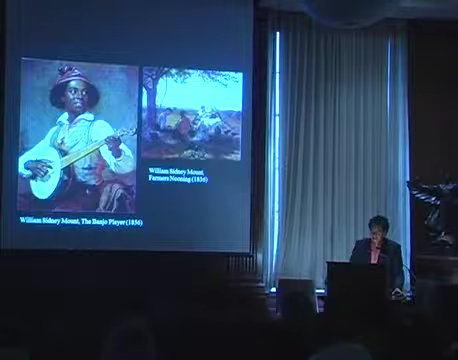 William Sidney Mount,
Farmers Nooning (1836)
William Sidney Mount, The Banjo Player (1856)